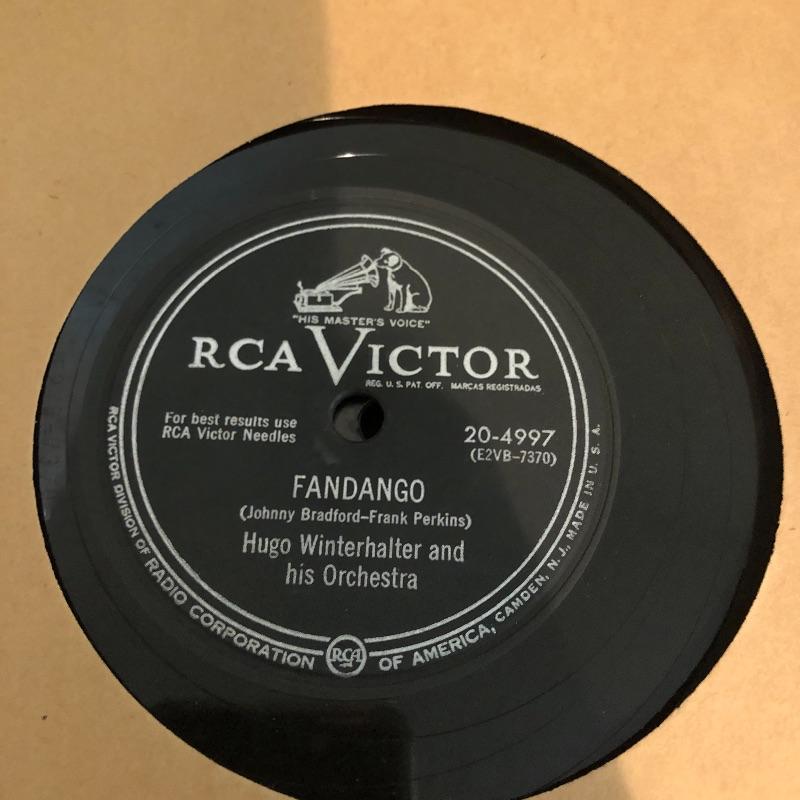 "HIS MASTER'S VOICE"
RCA VICTOR
REG. U. S. PAT. OFF. MARCAS REGISTRADAS
For best results use
RCA Victor Needles
20-4997
(E2VB-7370)
FANDANGO
(Johnny Bradford-Frank Perkins)
Hugo Winterhalter and
his Orchestra
RCA VICTOR DIVISION OF RADIO CORPORATION RCA OF AMERICA, CAMDEN, N. J., MADE IN U. S. A.